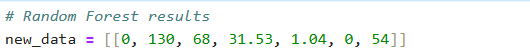 # Random Forest results
new_data = [[0, 130, 68, 31.53, 1.04, 0, 54]]